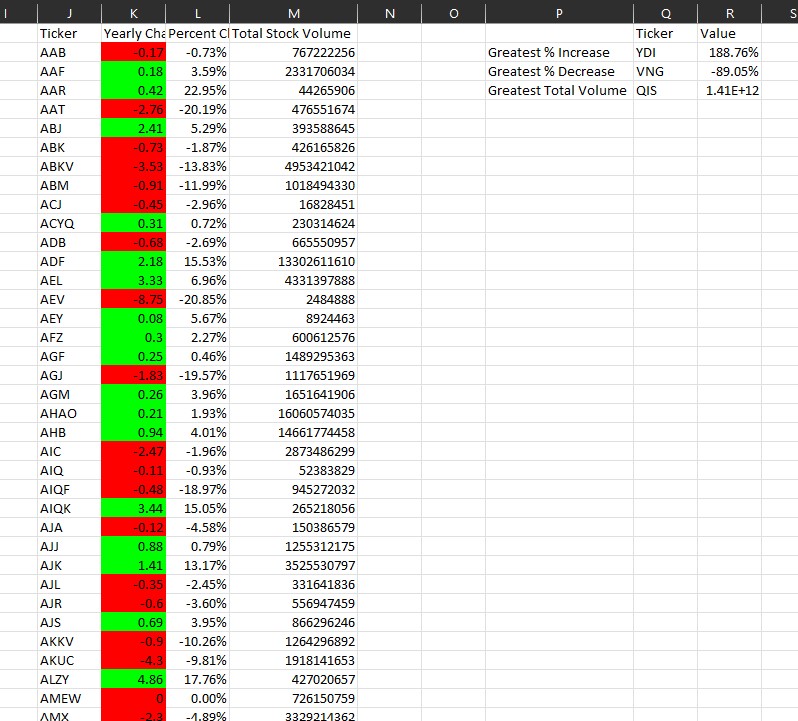 I J K L M N O P Q R S
Ticker Yearly Cha Percent Cl Total Stock Volume Ticker Value
AAB -0.17 -0.73% 767222256 Greatest % Increase YDI 188.76%
AAF 0.18 3.59% 2331706034 Greatest % Decrease VNG -89.05%
AAR 0.42 22.95% 44265906 Greatest Total Volume QIS 1.41E+12
AAT -2.76 -20.19% 476551674
ABJ 2.41 5.29% 393588645
ABK -0.73 -1.87% 426165826
ABKV -3.53 -13.83% 4953421042
ABM -0.91 -11.99% 1018494330
ACJ -0.45 -2.96% 16828451
ACYQ 0.31 0.72% 230314624
ADB -0.68 -2.69% 665550957
ADF 2.18 15.53% 13302611610
AEL 3.33 6.96% 4331397888
AEV -8.75 -20.85% 2484888
AEY 0.08 5.67% 8924463
AFZ 0.3 2.27% 600612576
AGF 0.25 0.46% 1489295363
AGJ -1.83 -19.57% 1117651969
AGM 0.26 3.96% 1651641906
AHAO 0.21 1.93% 16060574035
AHB 0.94 4.01% 14661774458
AIC -2.47 -1.96% 2873486299
AIQ -0.11 -0.93% 52383829
AIQF -0.48 -18.97% 945272032
AIQK 3.44 15.05% 265218056
AJA -0.12 -4.58% 150386579
AJJ 0.88 0.79% 1255312175
AJK 1.41 13.17% 3525530797
AJL -0.35 -2.45% 331641836
AJR -0.6 -3.60% 556947459
AJS 0.69 3.95% 866296246
AKKV -0.9 -10.26% 1264296892
AKUC -4.3 -9.81% 1918141653
ALZY 4.86 17.76% 427020657
AMEW 0 0.00% 726150759
AMX -2.3 -4.89% 3329214362